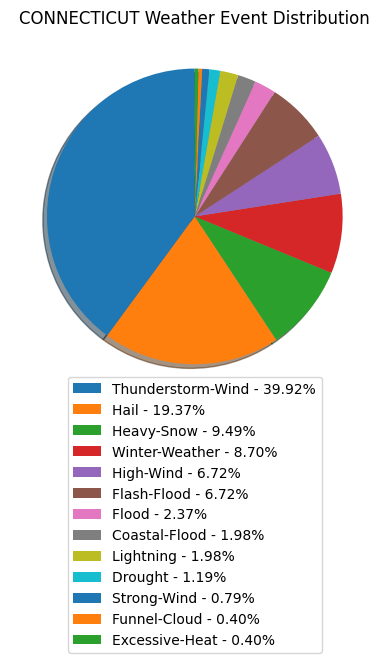 CONNECTICUT Weather Event Distribution
Thunderstorm-Wind - 39.92%
Hail - 19.37%
Heavy-Snow - 9.49%
Winter-Weather - 8.70%
High-Wind - 6.72%
Flash-Flood - 6.72%
Flood - 2.37%
Coastal-Flood - 1.98%
Lightning - 1.98%
Drought - 1.19%
Strong-Wind - 0.79%
Funnel-Cloud - 0.40%
Excessive-Heat - 0.40%